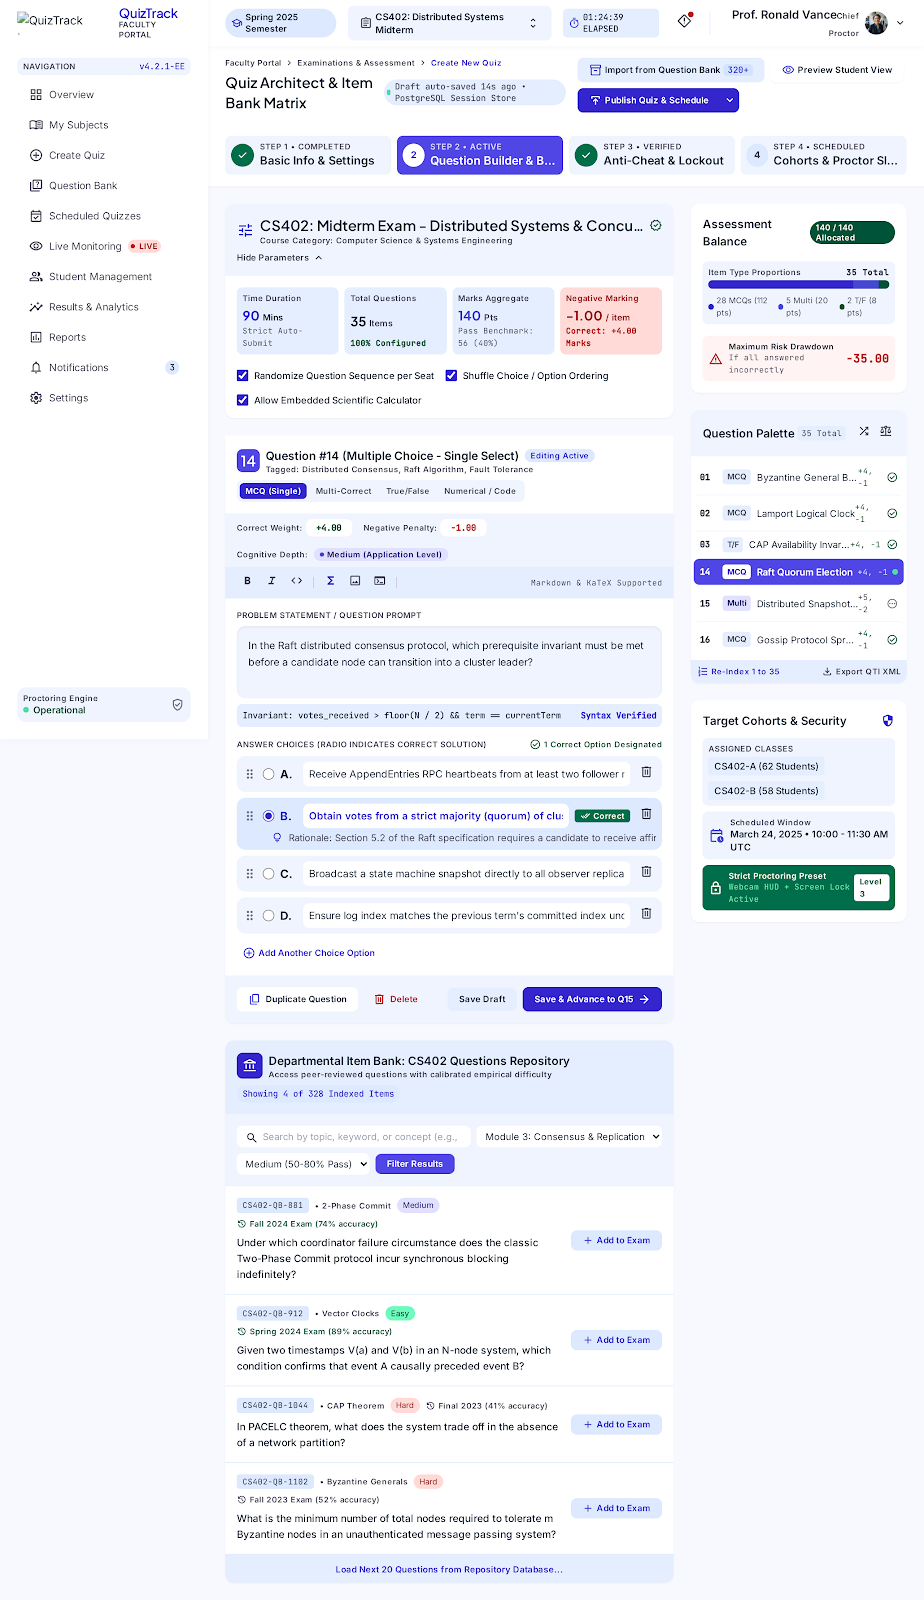 QuizTrack
QuizTrack
FACULTY
PORTAL
Spring 2025
Semester
CS402: Distributed Systems
Midterm
01:24:39
ELAPSED
Prof. Ronald Vance
Chief
Proctor
NAVIGATION
v4.2.1-EE
Overview
My Subjects
Create Quiz
Question Bank
Scheduled Quizzes
Live Monitoring
LIVE
Student Management
Results & Analytics
Reports
Notifications
3
Settings
Proctoring Engine
Operational
Faculty Portal > Examinations & Assessment > Create New Quiz
Quiz Architect & Item
Bank Matrix
Draft auto-saved 14s ago •
PostgreSQL Session Store
Import from Question Bank 320+
Preview Student View
Publish Quiz & Schedule
STEP 1 • COMPLETED
Basic Info & Settings
2
STEP 2 • ACTIVE
Question Builder & B...
STEP 3 • VERIFIED
Anti-Cheat & Lockout
4
STEP 4 • SCHEDULED
Cohorts & Proctor Sl...
CS402: Midterm Exam – Distributed Systems & Concu...
Course Category: Computer Science & Systems Engineering
Hide Parameters
Time Duration
90 Mins
Strict Auto-
Submit
Total Questions
35 Items
100% Configured
Marks Aggregate
140 Pts
Pass Benchmark:
56 (40%)
Negative Marking
−1.00 / item
Correct: +4.00
Marks
Randomize Question Sequence per Seat
Shuffle Choice / Option Ordering
Allow Embedded Scientific Calculator
14
Question #14 (Multiple Choice - Single Select)
Editing Active
Tagged: Distributed Consensus, Raft Algorithm, Fault Tolerance
MCQ (Single)
Multi-Correct
True/False
Numerical / Code
Correct Weight: +4.00
Negative Penalty: -1.00
Cognitive Depth:
Medium (Application Level)
B I <> Σ
Markdown & KaTeX Supported
PROBLEM STATEMENT / QUESTION PROMPT
In the Raft distributed consensus protocol, which prerequisite invariant must be met
before a candidate node can transition into a cluster leader?
Invariant: votes_received > floor(N / 2) && term == currentTerm
Syntax Verified
ANSWER CHOICES (RADIO INDICATES CORRECT SOLUTION)
1 Correct Option Designated
A. Receive AppendEntries RPC heartbeats from at least two follower r
B. Obtain votes from a strict majority (quorum) of clus
Correct
Rationale: Section 5.2 of the Raft specification requires a candidate to receive affir
C. Broadcast a state machine snapshot directly to all observer replica
D. Ensure log index matches the previous term's committed index unc
Add Another Choice Option
Duplicate Question
Delete
Save Draft
Save & Advance to Q15
Departmental Item Bank: CS402 Questions Repository
Access peer-reviewed questions with calibrated empirical difficulty
Showing 4 of 328 Indexed Items
Search by topic, keyword, or concept (e.g.,
Module 3: Consensus & Replication
Medium (50-80% Pass)
Filter Results
CS402-QB-881 • 2-Phase Commit Medium
Fall 2024 Exam (74% accuracy)
Under which coordinator failure circumstance does the classic
Two-Phase Commit protocol incur synchronous blocking
indefinitely?
Add to Exam
CS402-QB-912 • Vector Clocks Easy
Spring 2024 Exam (89% accuracy)
Given two timestamps V(a) and V(b) in an N-node system, which
condition confirms that event A causally preceded event B?
Add to Exam
CS402-QB-1044 • CAP Theorem Hard Final 2023 (41% accuracy)
In PACELC theorem, what does the system trade off in the absence
of a network partition?
Add to Exam
CS402-QB-1102 • Byzantine Generals Hard
Fall 2023 Exam (52% accuracy)
What is the minimum number of total nodes required to tolerate m
Byzantine nodes in an unauthenticated message passing system?
Add to Exam
Load Next 20 Questions from Repository Database...
Assessment
Balance
140 / 140
Allocated
Item Type Proportions
35 Total
28 MCQs (112
pts)
5 Multi (20
pts)
2 T/F (8
pts)
Maximum Risk Drawdown
If all answered
incorrectly
-35.00
Question Palette
35 Total
01 MCQ Byzantine General B... +4,
-1
02 MCQ Lamport Logical Clock +4,
-1
03 T/F CAP Availability Invar... +4, -1
14 MCQ Raft Quorum Election +4, -1
15 Multi Distributed Snapshot... +5,
-2
16 MCQ Gossip Protocol Spr... +4,
-1
Re-Index 1 to 35
Export QTI XML
Target Cohorts & Security
ASSIGNED CLASSES
CS402-A (62 Students)
CS402-B (58 Students)
Scheduled Window
March 24, 2025 • 10:00 - 11:30 AM
UTC
Strict Proctoring Preset
Webcam HUD + Screen Lock
Active
Level
3